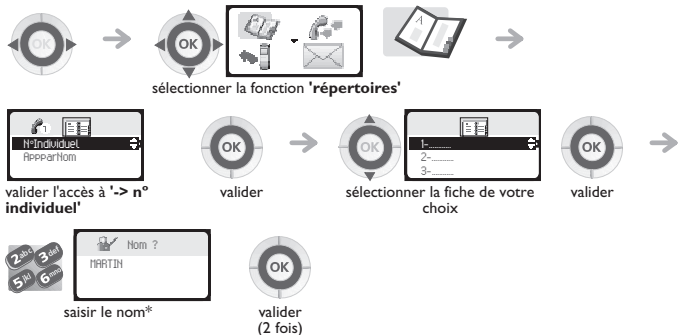 OK
OK
sélectionner la fonction 'répertoires'
N°Individuel
AppparNom
OK
OK
1-..........
2-..........
3-..........
OK
valider l'accès à '-> nº
individuel'
valider
sélectionner la fiche de votre
choix
valider
2abc 3def
5jkl 6mno
Nom ?
MARTIN
OK
saisir le nom*
valider
(2 fois)